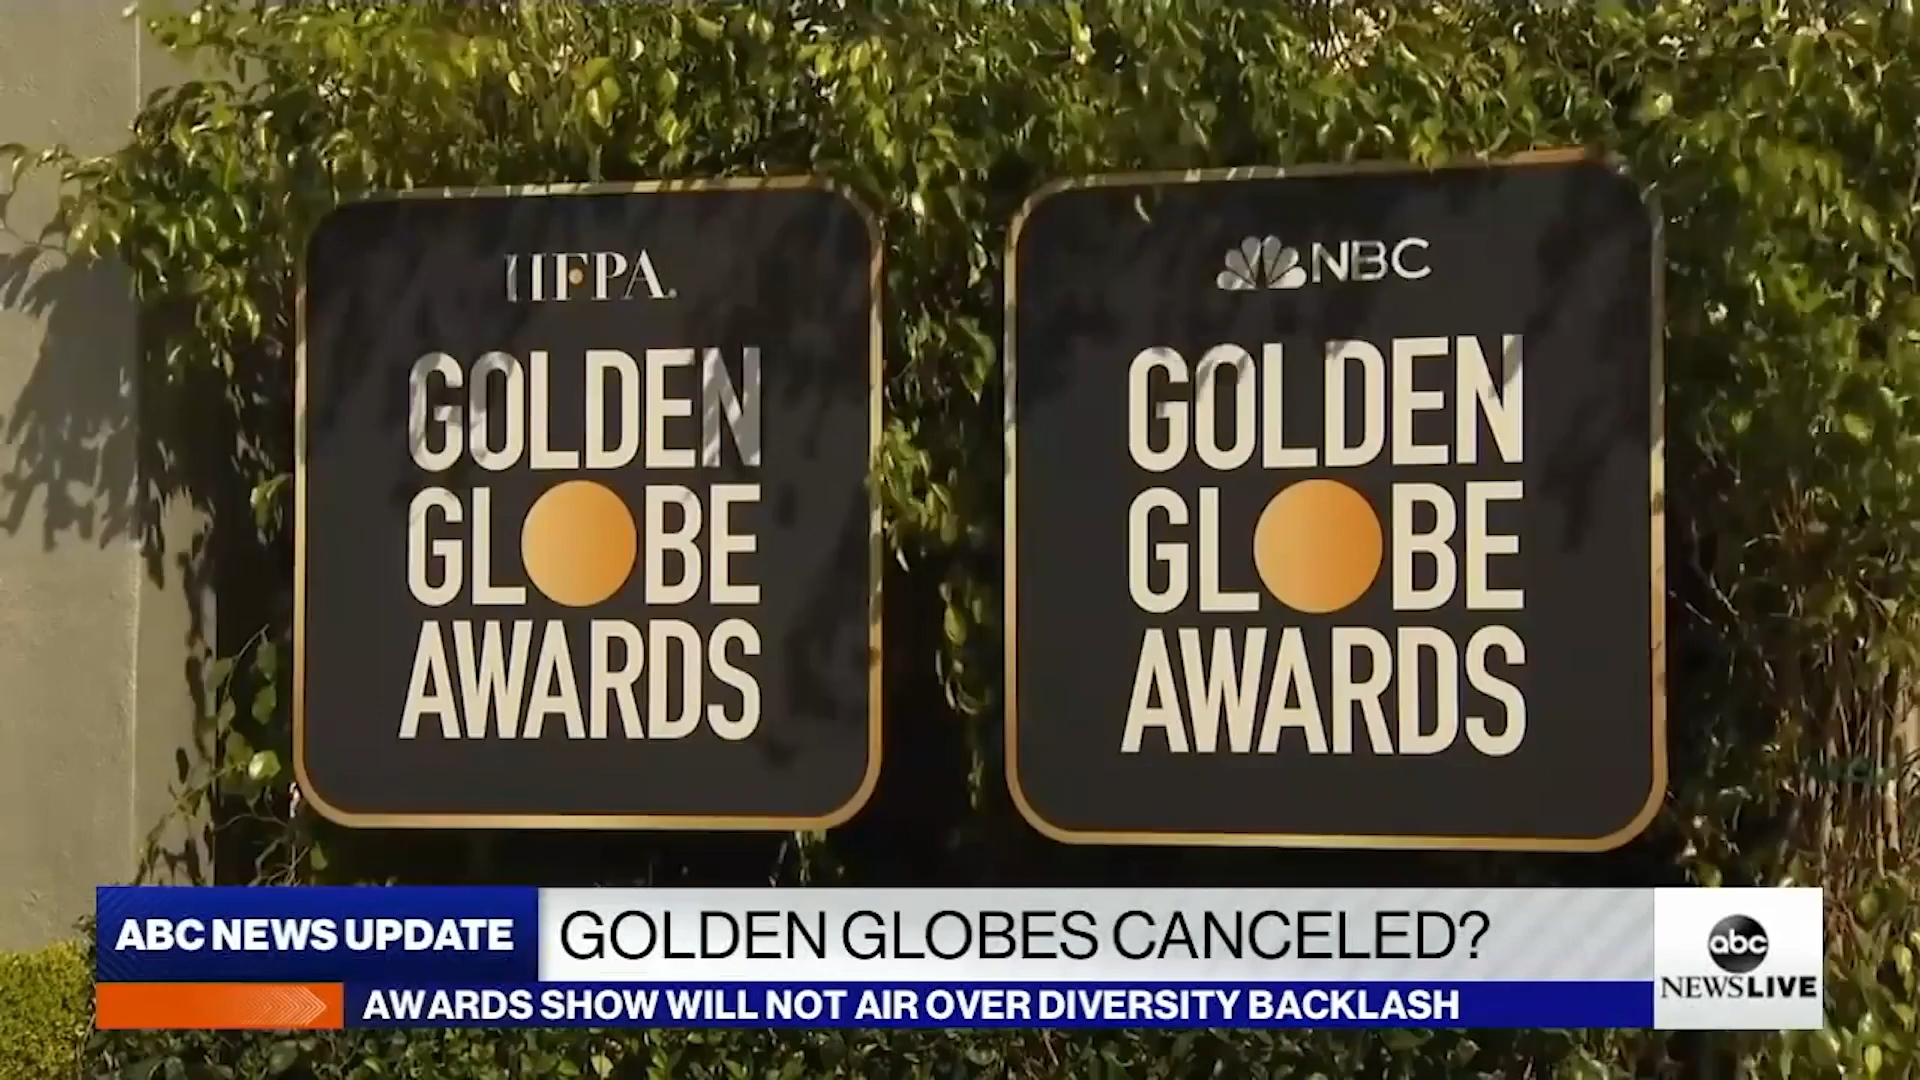 HFPA.
GOLDEN
GLOBE
AWARDS
NBC
GOLDEN
GLOBE
AWARDS
ABC NEWS UPDATE
GOLDEN GLOBES CANCELED?
AWARDS SHOW WILL NOT AIR OVER DIVERSITY BACKLASH
abc
NEWSLIVE